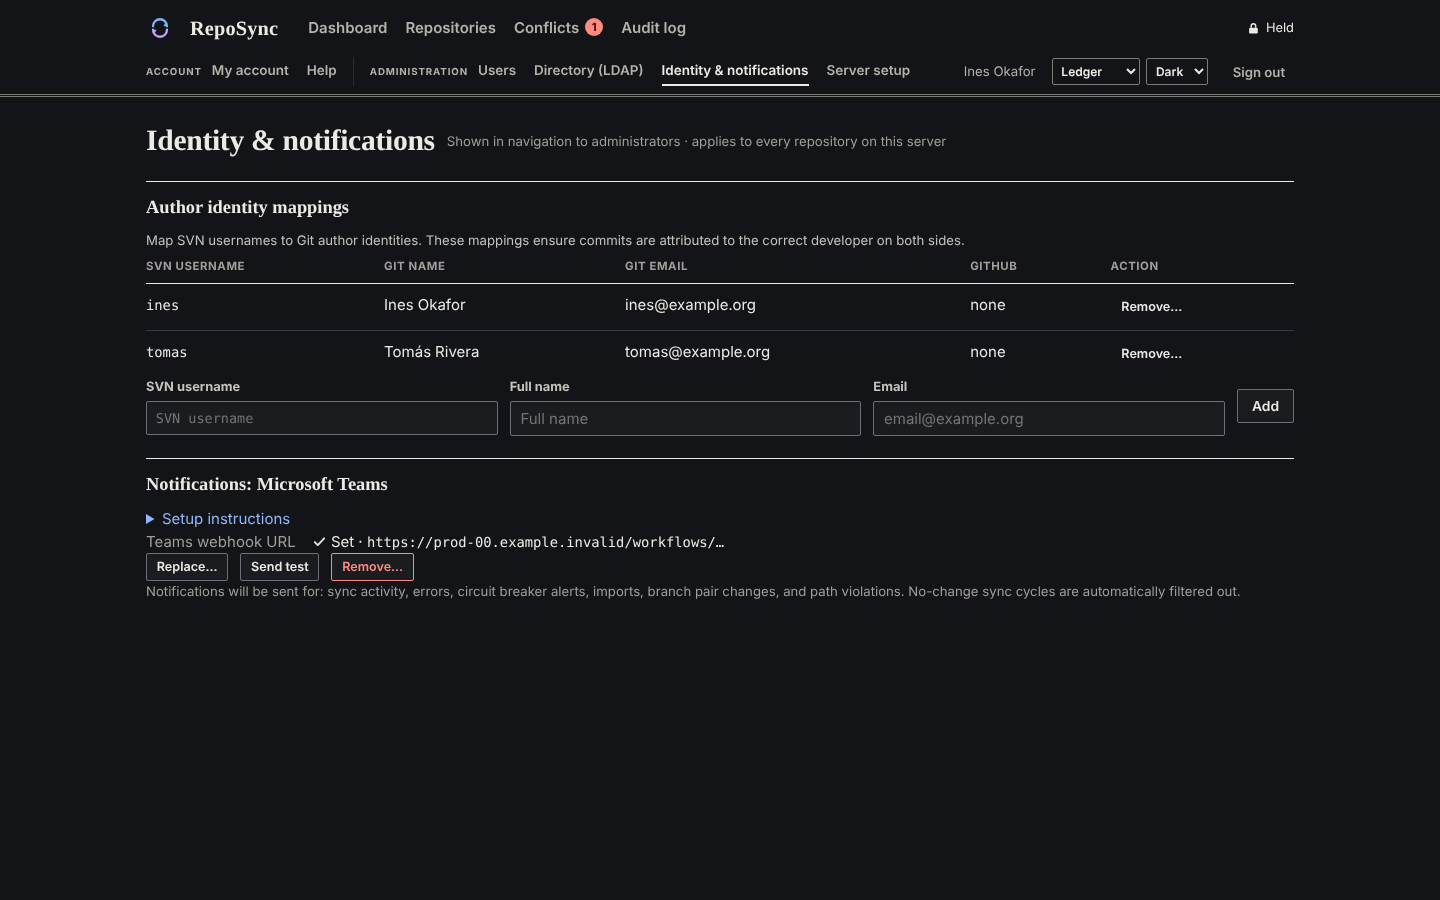 RepoSync Dashboard Repositories Conflicts 1 Audit log Held
ACCOUNT My account Help ADMINISTRATION Users Directory (LDAP) Identity & notifications Server setup Ines Okafor Ledger Dark Sign out
Identity & notifications Shown in navigation to administrators · applies to every repository on this server
Author identity mappings
Map SVN usernames to Git author identities. These mappings ensure commits are attributed to the correct developer on both sides.
SVN USERNAME GIT NAME GIT EMAIL GITHUB ACTION
ines Ines Okafor ines@example.org none Remove...
tomas Tomás Rivera tomas@example.org none Remove...
SVN username Full name Email
SVN username Full name email@example.org Add
Notifications: Microsoft Teams
Setup instructions
Teams webhook URL Set · https://prod-00.example.invalid/workflows/…
Replace... Send test Remove...
Notifications will be sent for: sync activity, errors, circuit breaker alerts, imports, branch pair changes, and path violations. No-change sync cycles are automatically filtered out.